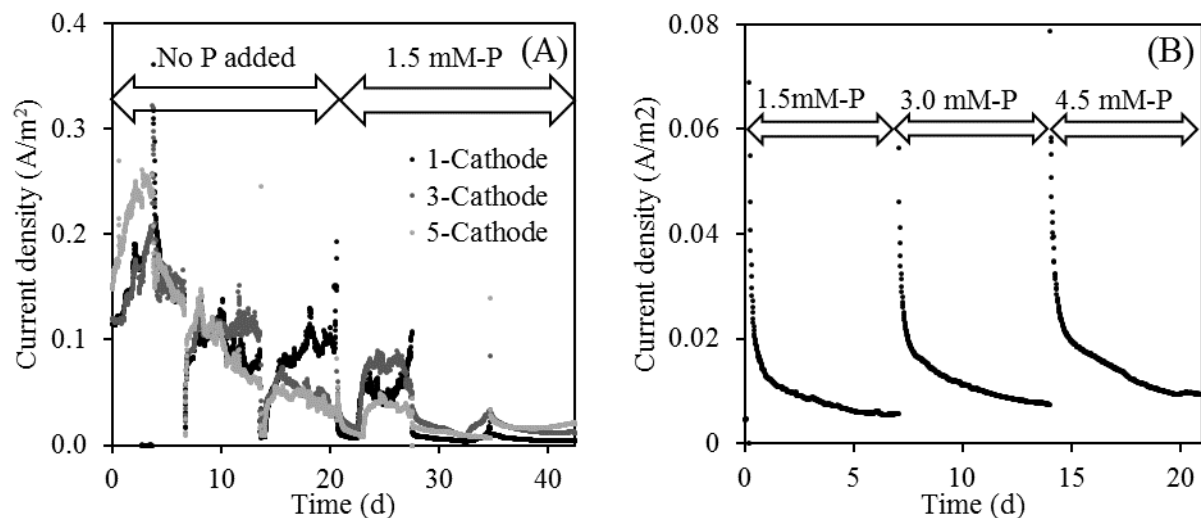 (A)
No P added
1.5 mM-P
1-Cathode
3-Cathode
5-Cathode
Current density (A/m²)
0.4
0.3
0.2
0.1
0.0
0 10 20 30 40
Time (d)
(B)
1.5mM-P 3.0 mM-P 4.5 mM-P
Current density (A/m2)
0.08
0.06
0.04
0.02
0
0 5 10 15 20
Time (d)